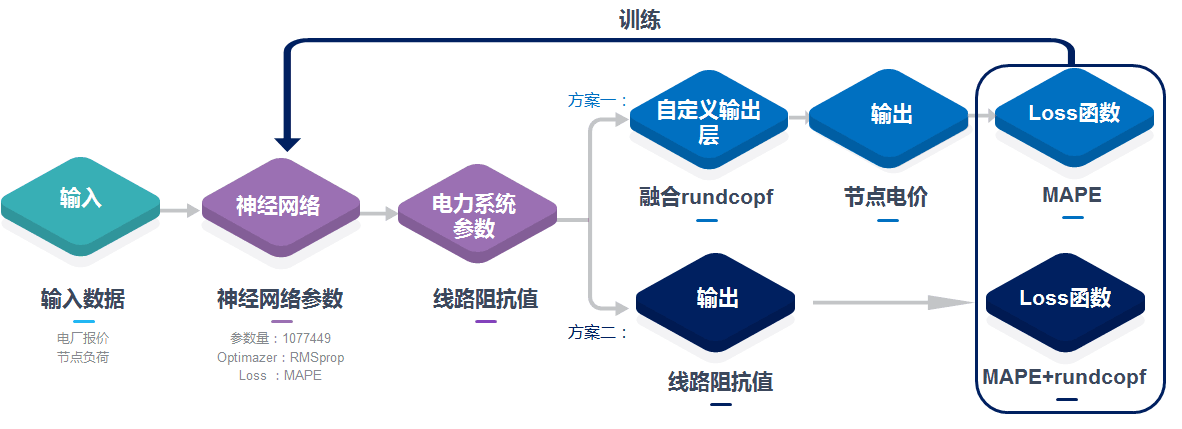 训练
输入
输入数据
电厂报价
节点负荷
神经网络
神经网络参数
参数量：1077449
Optimazer：RMSprop
Loss ：MAPE
电力系统
参数
线路阻抗值
方案一：
自定义输出
层
融合rundcopf
输出
节点电价
Loss函数
MAPE
方案二：
输出
线路阻抗值
Loss函数
MAPE+rundcopf